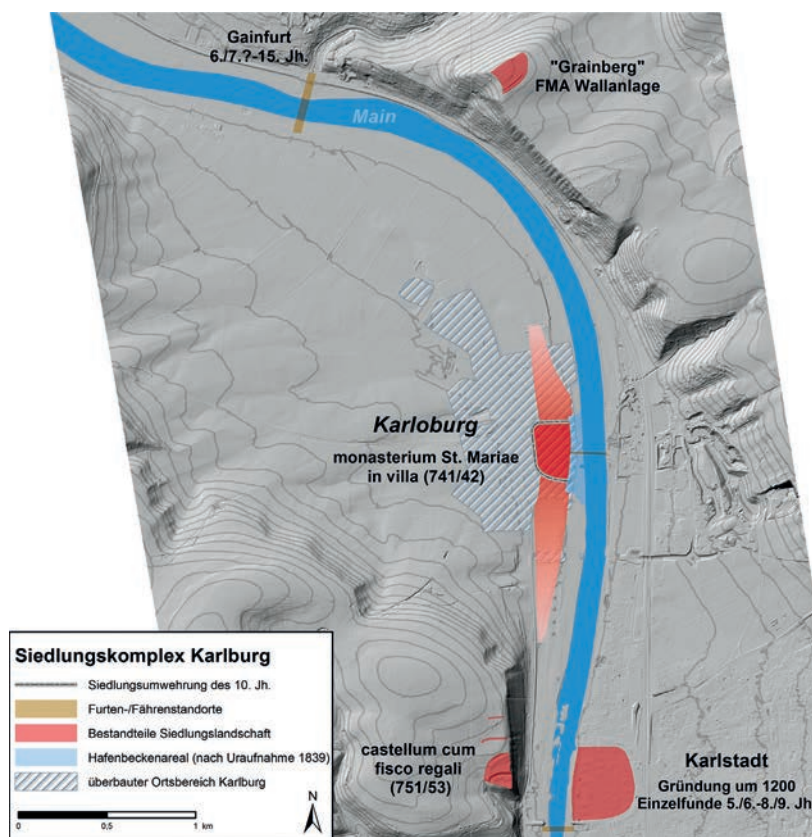 Gainfurt
6./7.?-15. Jh.
"Grainberg"
FMA Wallanlage
Main
Karloburg
monasterium St. Mariae
in villa (741/42)
castellum cum
fisco regali
(751/53)
Karlstadt
Gründung um 1200
Einzelfunde 5./6.-8./9. Jh
Siedlungskomplex Karlburg
Siedlungsumwehrung des 10. Jh.
Furten-/Fährenstandorte
Bestandteile Siedlungslandschaft
Hafenbeckenareal (nach Uraufnahme 1839)
überbauter Ortsbereich Karlburg
0 0,5 1 km
N